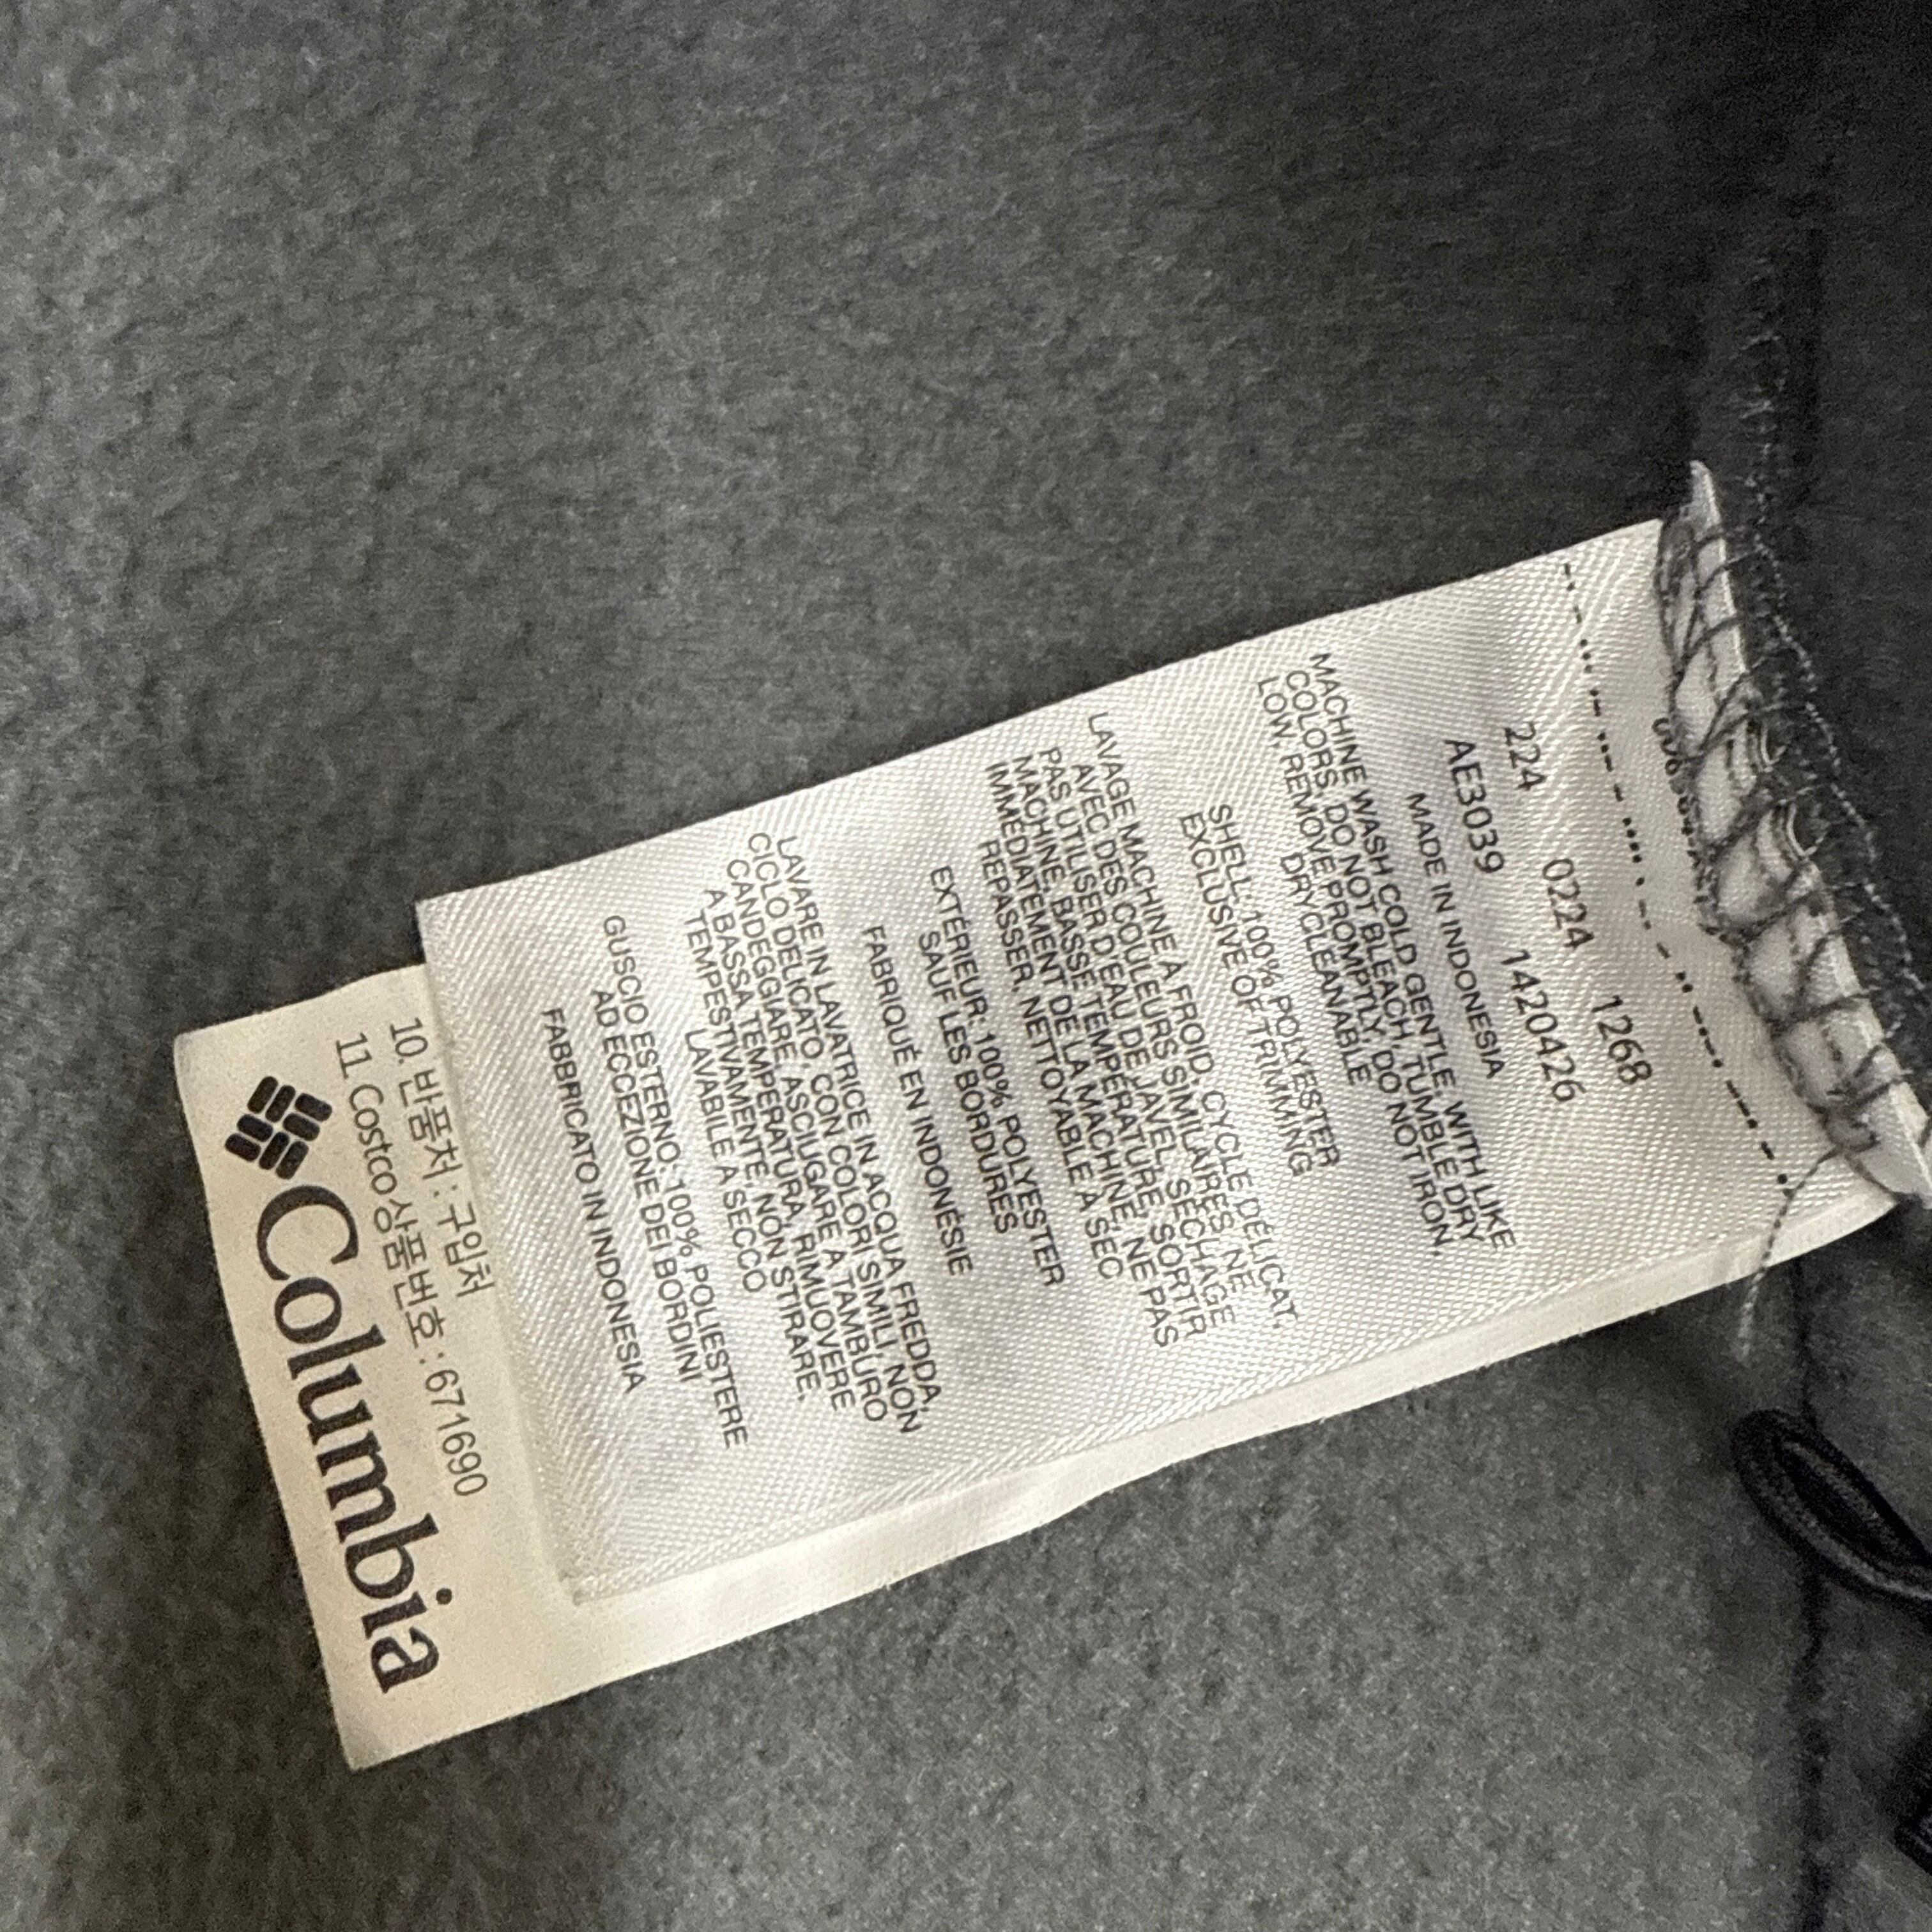 0224 1268
224 1420426
AE3039
MADE IN INDONESIA
MACHINE WASH COLD GENTLE, WITH LIKE
COLORS, DO NOT BLEACH, TUMBLE DRY
LOW, REMOVE PROMPTLY, DO NOT IRON,
DRYCLEANABLE
SHELL: 100% POLYESTER
EXCLUSIVE OF TRIMMING
LAVAGE MACHINE À FROID, CYCLE DÉLICAT,
AVEC DES COULEURS SIMILAIRES, NE
PAS UTILISER D'EAU DE JAVEL, SÉCHAGE
MACHINE, BASSE TEMPÉRATURE, SORTIR
IMMÉDIATEMENT DE LA MACHINE, NE PAS
REPASSER, NETTOYABLE À SEC
EXTÉRIEUR: 100% POLYESTER
SAUF LES BORDURES
FABRIQUÉ EN INDONÉSIE
LAVARE IN LAVATRICE IN ACQUA FREDDA,
CICLO DELICATO, CON COLORI SIMILI, NON
CANDEGGIARE, ASCIUGARE A TAMBURO
A BASSA TEMPERATURA, RIMUOVERE
TEMPESTIVAMENTE, NON STIRARE,
LAVABILE A SECCO
GUSCIO ESTERNO: 100% POLIESTERE
AD ECCEZIONE DEI BORDINI
FABBRICATO IN INDONESIA
10. 반품처 : 구입처
11. Costco 상품번호 : 671690
Columbia